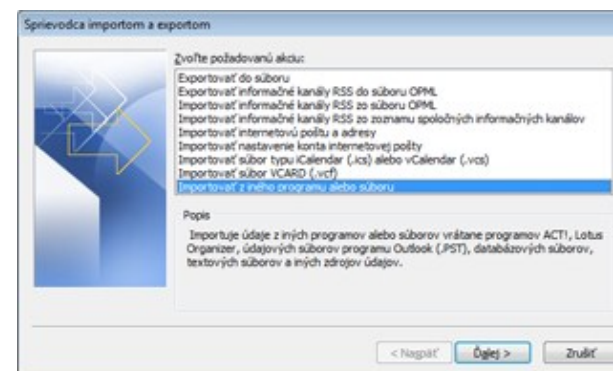 Sprievodca importom a exportom
Zvoľte požadovanú akciu:
Exportovať do súboru
Exportovať informačné kanály RSS do súboru OPML
Importovať informačné kanály RSS zo súboru OPML
Importovať informačné kanály RSS zo zoznamu spoločných informačných kanálov
Importovať internetovú poštu a adresy
Importovať nastavenie konta internetovej pošty
Importovať súbor typu iCalendar (.ics) alebo vCalendar (.vcs)
Importovať súbor VCARD (.vcf)
Importovať z iného programu alebo súboru
Popis
Importuje údaje z iných programov alebo súborov vrátane programov ACT!, Lotus
Organizer, údajových súborov programu Outlook (.PST), databázových súborov,
textových súborov a iných zdrojov údajov.
< Naspäť Ďalej > Zrušiť